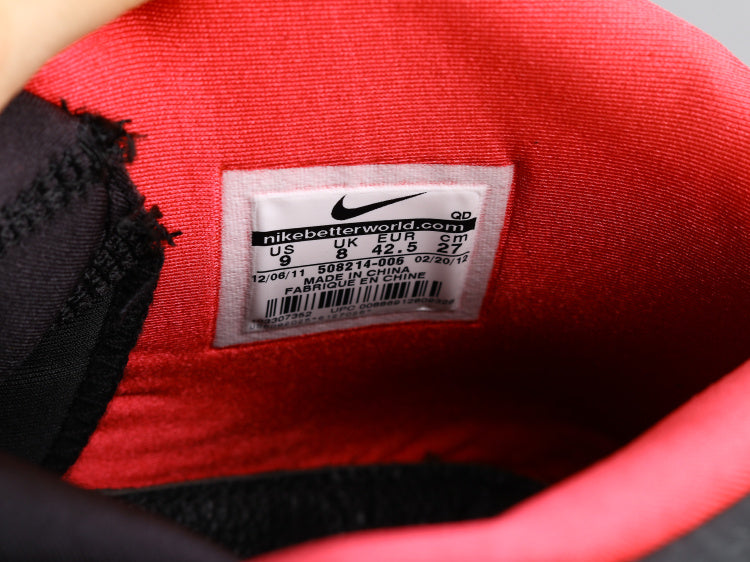 QD
nikebetterworld.com
US UK EUR cm
9 8 42.5 27
12/06/11 508214-006 02/20/12
MADE IN CHINA
FABRIQUE EN CHINE
UPC